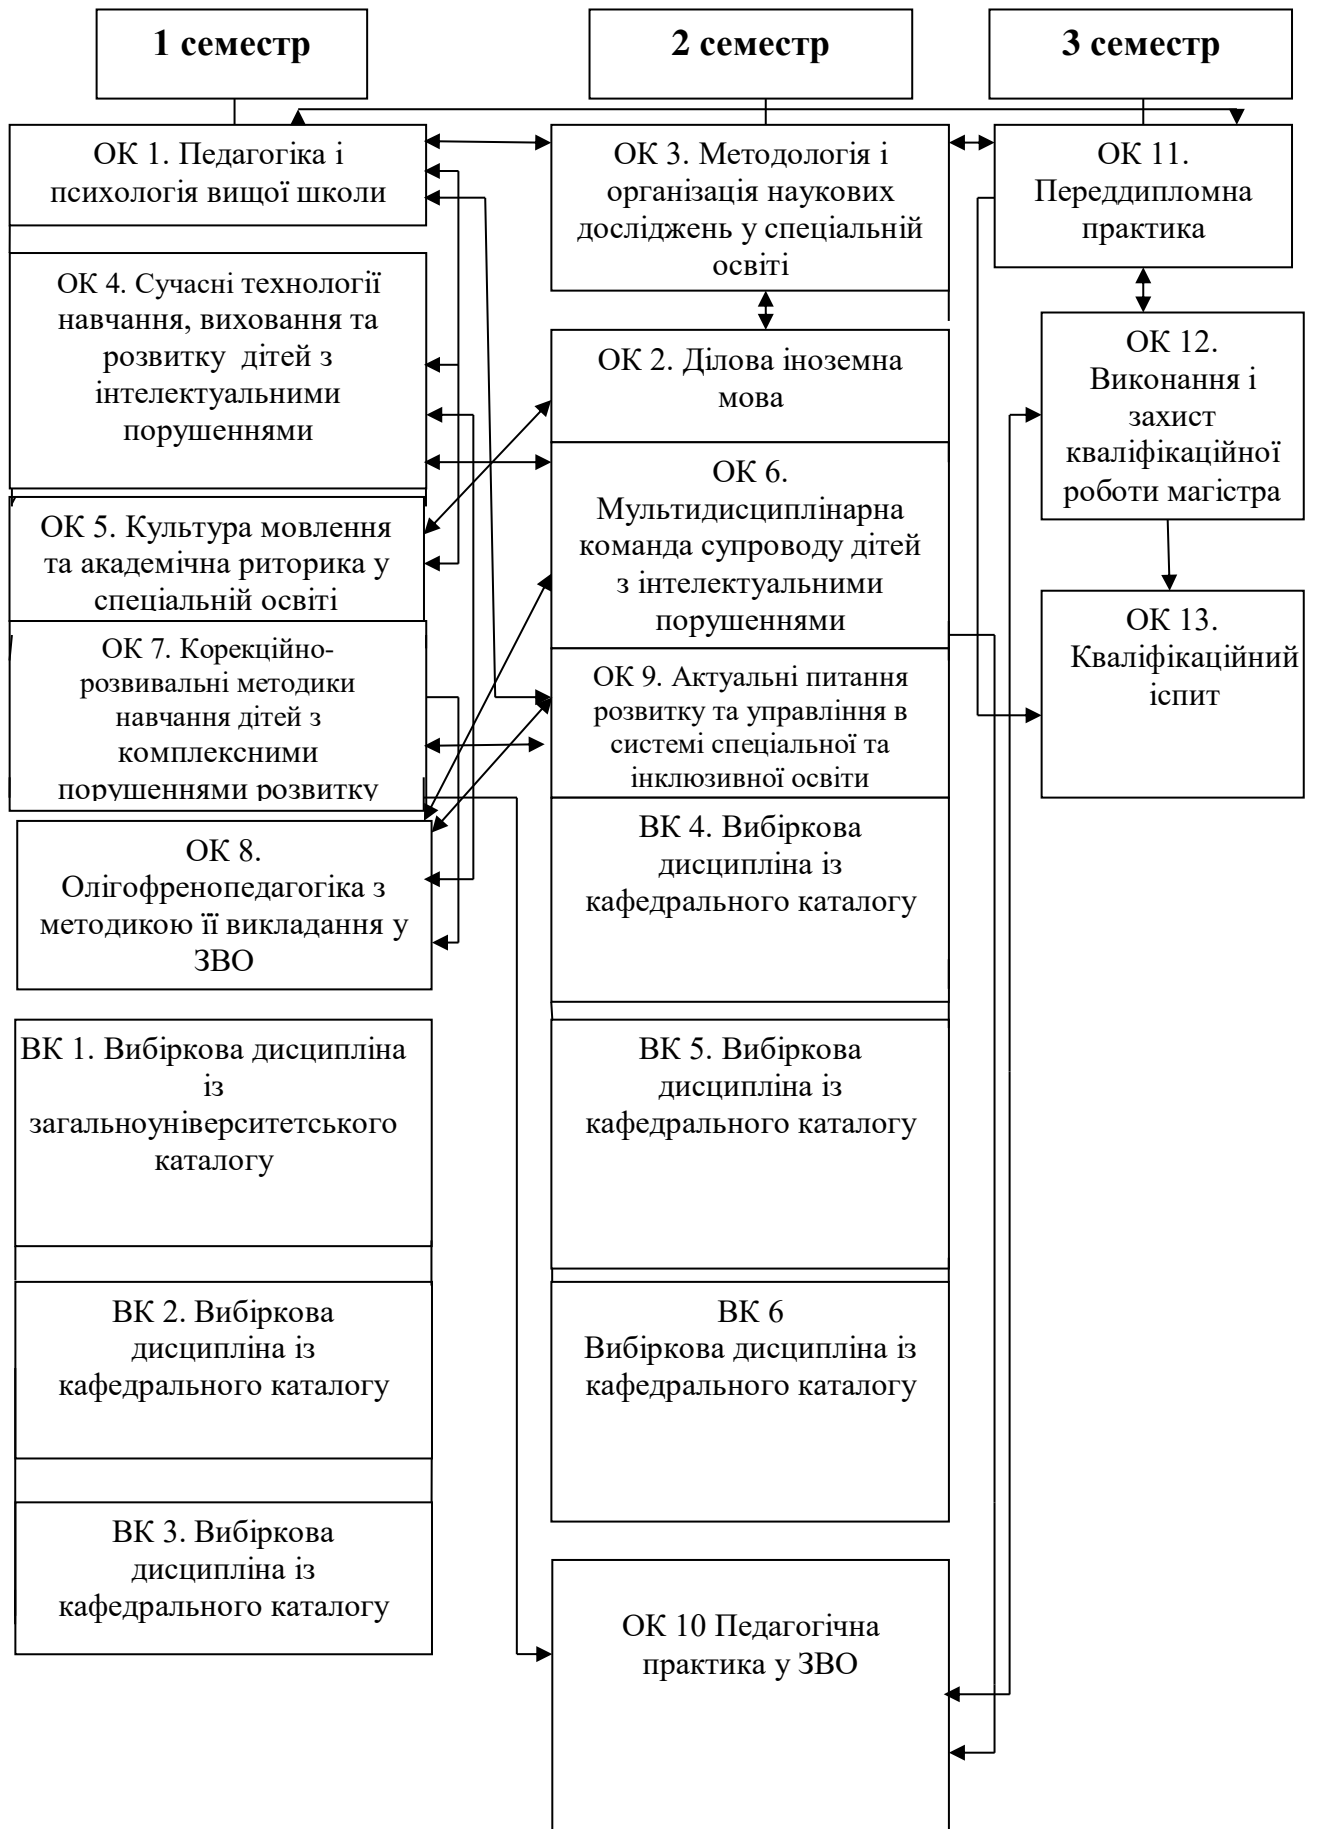 1 семестр
2 семестр
3 семестр
ОК 1. Педагогіка і
психологія вищої школи
ОК 4. Сучасні технології
навчання, виховання та
розвитку дітей з
інтелектуальними
порушеннями
ОК 5. Культура мовлення
та академічна риторика у
спеціальній освіті
ОК 7. Корекційно-
розвивальні методики
навчання дітей з
комплексними
порушеннями розвитку
ОК 8.
Олігофренопедагогіка з
методикою її викладання у
ЗВО
ВК 1. Вибіркова дисципліна
із
загальноуніверситетського
каталогу
ВК 2. Вибіркова
дисципліна із
кафедрального каталогу
ВК 3. Вибіркова
дисципліна із
кафедрального каталогу
ОК 3. Методологія і
організація наукових
досліджень у спеціальній
освіті
ОК 2. Ділова іноземна
мова
ОК 6.
Мультидисциплінарна
команда супроводу дітей
з інтелектуальними
порушеннями
ОК 9. Актуальні питання
розвитку та управління в
системі спеціальної та
інклюзивної освіти
ВК 4. Вибіркова
дисципліна із
кафедрального каталогу
ВК 5. Вибіркова
дисципліна із
кафедрального каталогу
ВК 6
Вибіркова дисципліна із
кафедрального каталогу
ОК 10 Педагогічна
практика у ЗВО
ОК 11.
Переддипломна
практика
ОК 12.
Виконання і
захист
кваліфікаційної
роботи магістра
ОК 13.
Кваліфікаційний
іспит